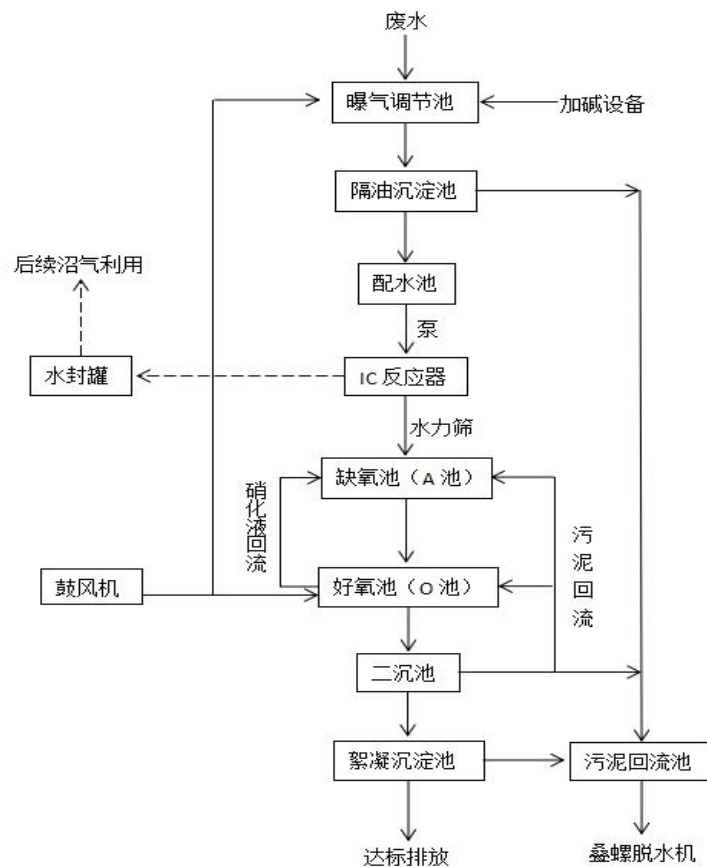 废水
曝气调节池
加碱设备
隔油沉淀池
后续沼气利用
配水池
泵
水封罐
IC 反应器
水力筛
缺氧池（A 池）
硝化液回流
污泥回流
鼓风机
好氧池（O 池）
二沉池
絮凝沉淀池
污泥回流池
达标排放
叠螺脱水机